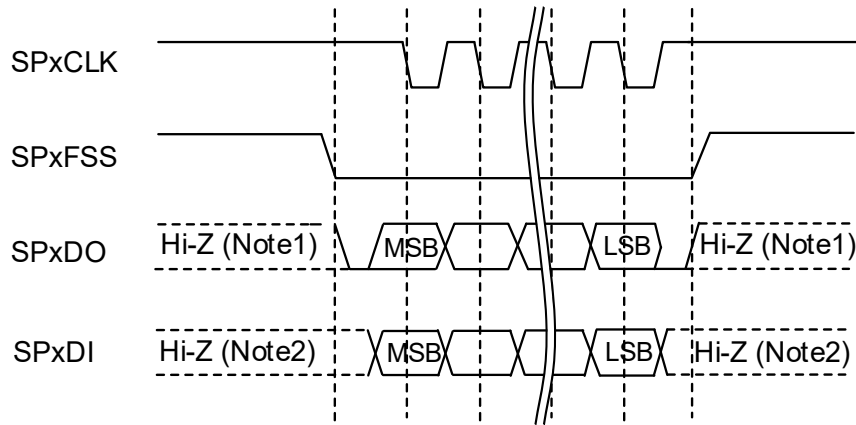 SPxCLK
SPxFSS
SPxDO Hi-Z (Note1) MSB LSB Hi-Z (Note1)
SPxDI Hi-Z (Note2) MSB LSB Hi-Z (Note2)